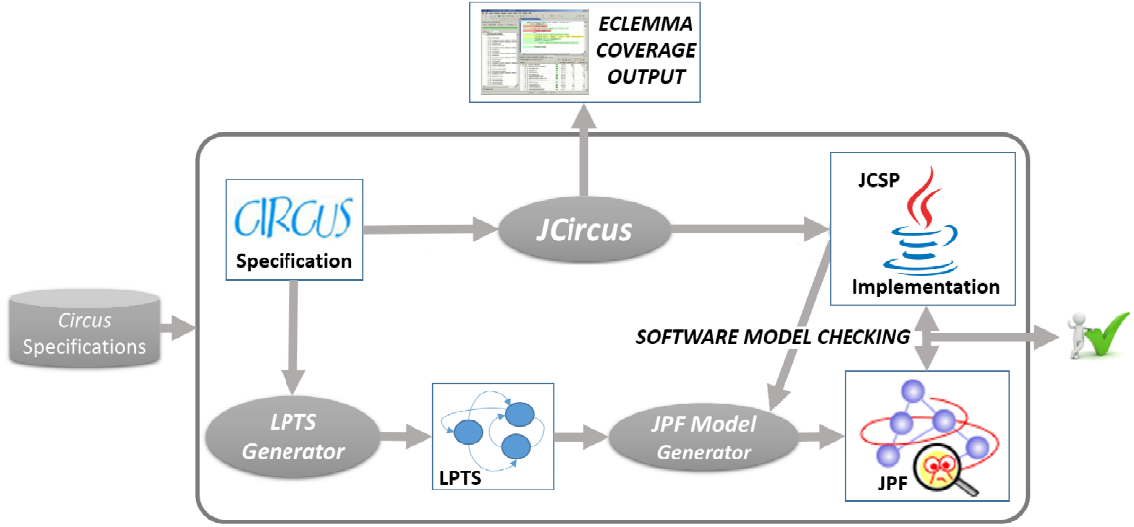 ECLEMMA
COVERAGE
OUTPUT
CIRCUS
Specification
JCircus
JCSP
Implementation
Circus
Specifications
SOFTWARE MODEL CHECKING
LPTS
Generator
LPTS
JPF Model
Generator
JPF